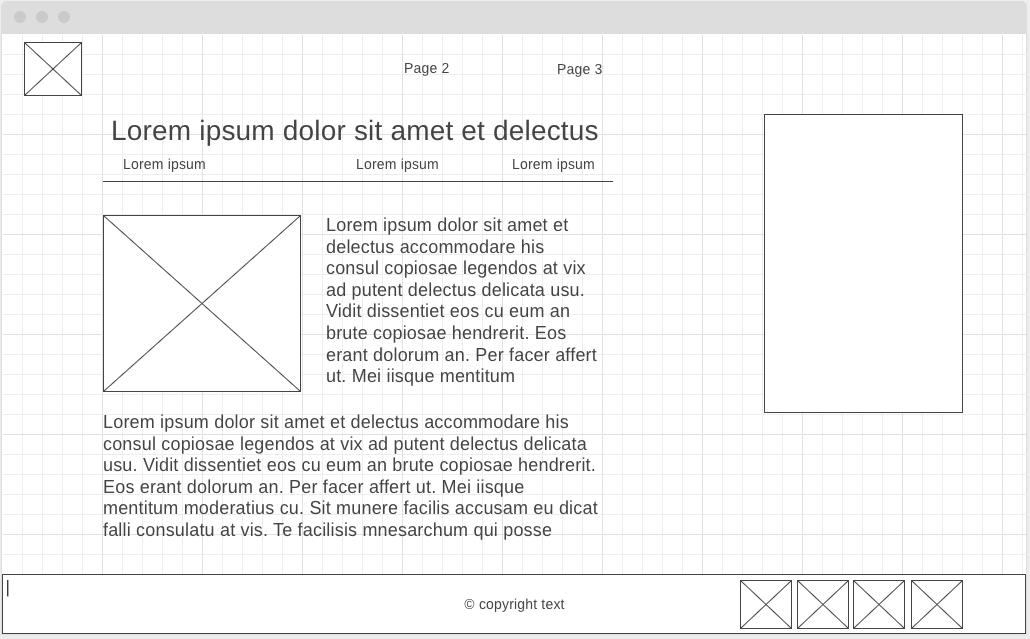 Page 2
Page 3
Lorem ipsum dolor sit amet et delectus
Lorem ipsum
Lorem ipsum
Lorem ipsum
Lorem ipsum dolor sit amet et
delectus accommodare his
consul copiosae legendos at vix
ad putent delectus delicata usu.
Vidit dissentiet eos cu eum an
brute copiosae hendrerit. Eos
erant dolorum an. Per facer affert
ut. Mei iisque mentitum
Lorem ipsum dolor sit amet et delectus accommodare his
consul copiosae legendos at vix ad putent delectus delicata
usu. Vidit dissentiet eos cu eum an brute copiosae hendrerit.
Eos erant dolorum an. Per facer affert ut. Mei iisque
mentitum moderatius cu. Sit munere facilis accusam eu dicat
falli consulatu at vis. Te facilisis mnesarchum qui posse
© copyright text